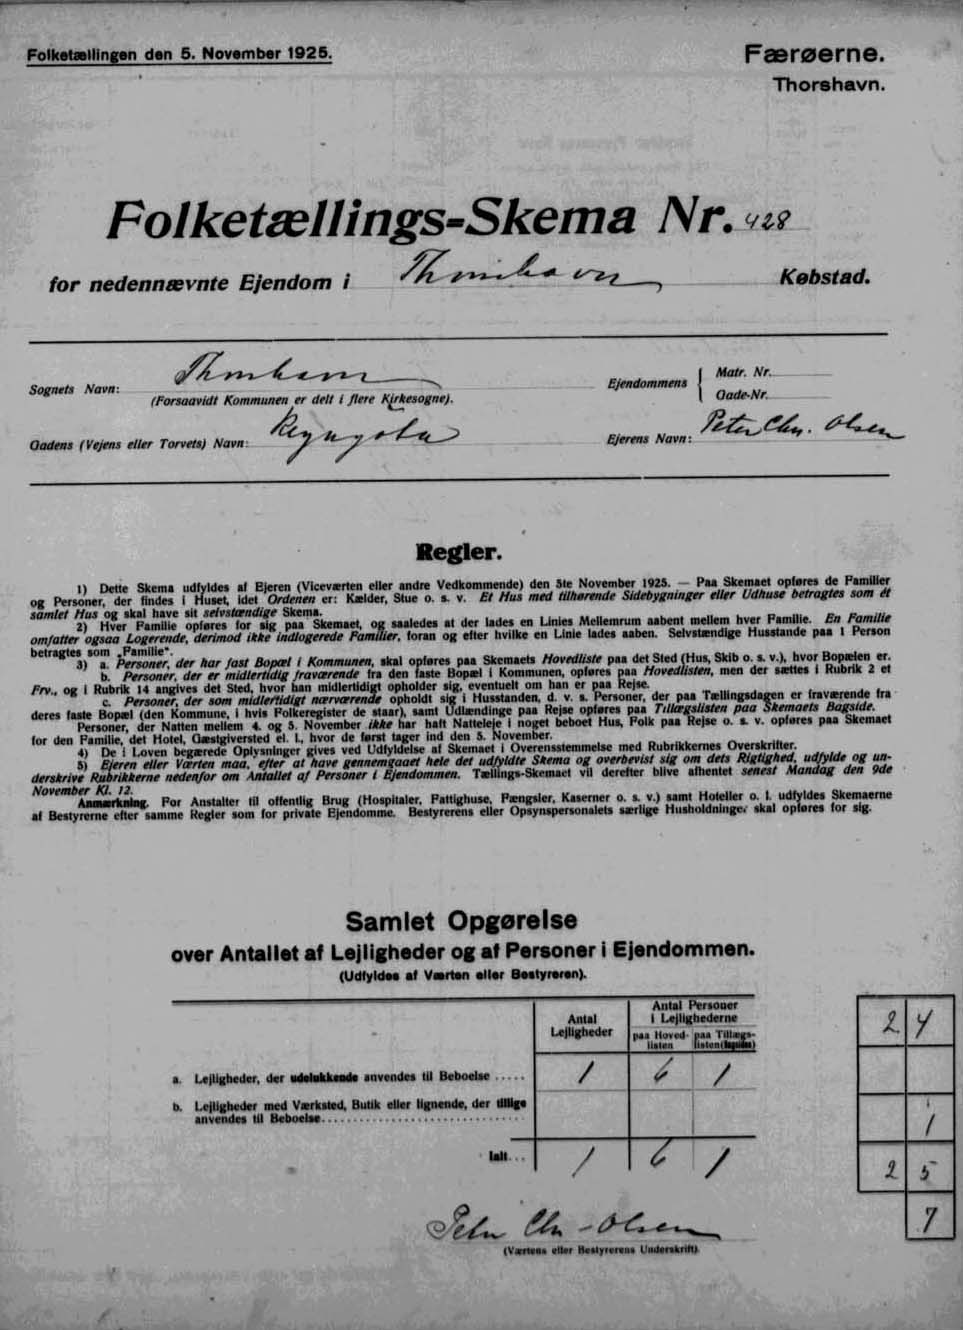 Folketællingen den 5. November 1925.
Færøerne.
Thorshavn.
Folketællings-Skema Nr. 428
for nedennævnte Ejendom i Thorshavn Købstad.
Sognets Navn: Thorshavn
(Forsaavidt Kommunen er delt i flere Kirkesogne).
Ejendommens { Matr. Nr.
Gade-Nr.
Gadens (Vejens eller Torvets) Navn: Reyngøta
Ejerens Navn: Peter Chr. Olsen
Regler.
1) Dette Skema udfyldes af Ejeren (Viceværten eller andre Vedkommende) den 5te November 1925. — Paa Skemaet opføres de Familier
og Personer, der findes i Huset, idet Ordenen er: Kælder, Stue o. s. v. Et Hus med tilhørende Sidebygninger eller Udhuse betragtes som ét
samlet Hus og skal have sit selvstændige Skema.
2) Hver Familie opføres for sig paa Skemaet, og saaledes at der lades en Linies Mellemrum aabent mellem hver Familie. En Familie
omfatter ogsaa Logerende, derimod ikke indlogerede Familier, foran og efter hvilke en Linie lades aaben. Selvstændige Husstande paa 1 Person
betragtes som „Familie“.
3) a. Personer, der har fast Bopæl i Kommunen, skal opføres paa Skemaets Hovedliste paa det Sted (Hus, Skib o. s. v.), hvor Bopælen er.
b. Personer, der er midlertidig fraværende fra den faste Bopæl i Kommunen, opføres paa Hovedlisten, men der sættes i Rubrik 2 et
Frv., og i Rubrik 14 angives det Sted, hvor han midlertidigt opholder sig, eventuelt om han er paa Rejse.
c. Personer, der som midlertidigt nærværende opholdt sig i Husstanden, d. v. s. Personer, der paa Tællingsdagen er fraværende fra
deres faste Bopæl (den Kommune, i hvis Folkeregister de staar), samt Udlændinge paa Rejse opføres paa Tillægslisten paa Skemaets Bagside.
Personer, der Natten mellem 4. og 5. November ikke har haft Natteleje i noget beboet Hus, Folk paa Rejse o. s. v. opføres paa Skemaet
for den Familie, det Hotel, Gæstgiversted el. l., hvor de først tager ind den 5. November.
4) De i Loven begærede Oplysninger gives ved Udfyldelse af Skemaet i Overensstemmelse med Rubrikkernes Overskrifter.
5) Ejeren eller Værten maa, efter at have gennemgaaet hele det udfyldte Skema og overbevist sig om dets Rigtighed, udfylde og un-
derskrive Rubrikkerne nedenfor om Antallet af Personer i Ejendommen. Tællings-Skemaet vil derefter blive afhentet senest Mandag den 9de
November Kl. 12.
Anmærkning. For Anstalter til offentlig Brug (Hospitaler, Fattighuse, Fængsler, Kaserner o. s. v.) samt Hoteller o. l. udfyldes Skemaerne
af Bestyrerne efter samme Regler som for private Ejendomme. Bestyrerens eller Opsynspersonalets særlige Husholdninger skal opføres for sig.
Samlet Opgørelse
over Antallet af Lejligheder og af Personer i Ejendommen.
(Udfyldes af Værten eller Bestyreren).
Antal Lejligheder
Antal Personer i Lejlighederne
paa Hoved-listen
paa Tillægs-listen (bagsiden)
2 4
a. Lejligheder, der udelukkende anvendes til Beboelse ..... 1 6 1
b. Lejligheder med Værksted, Butik eller lignende, der tillige
anvendes til Beboelse..............................
1
Ialt... 1 6 1
2 5
7
Peter Chr. Olsen
(Værtens eller Bestyrerens Underskrift).